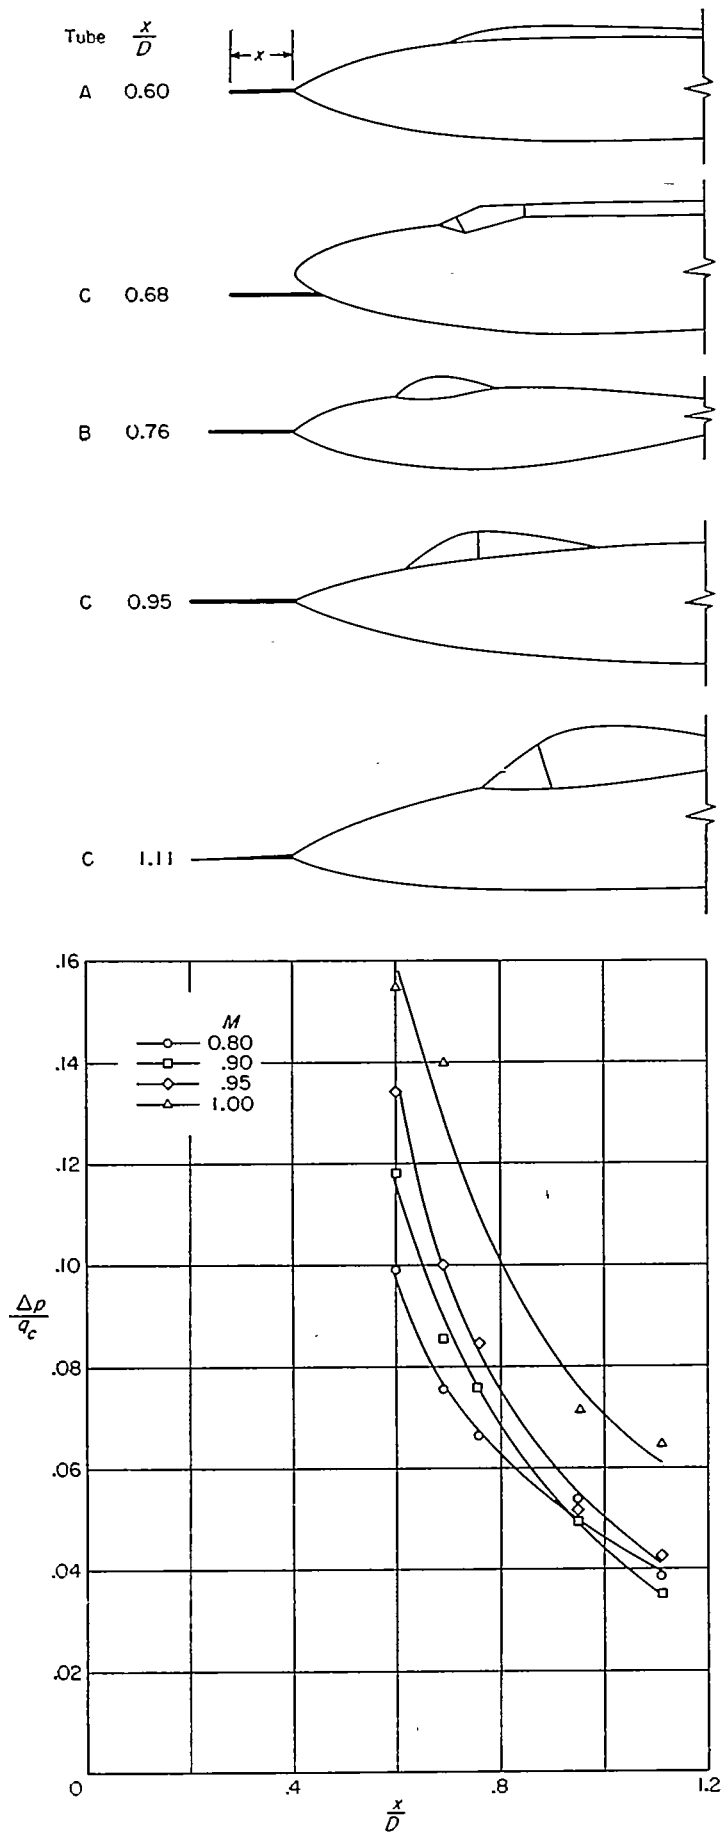 Tube x/D
x
A 0.60
C 0.68
B 0.76
C 0.95
C 1.11
.16
M
0.80
.90
.95
1.00
.14
.12
.10
Δp/q_c
.08
.06
.04
.02
0 .4 .8 1.2
x/D